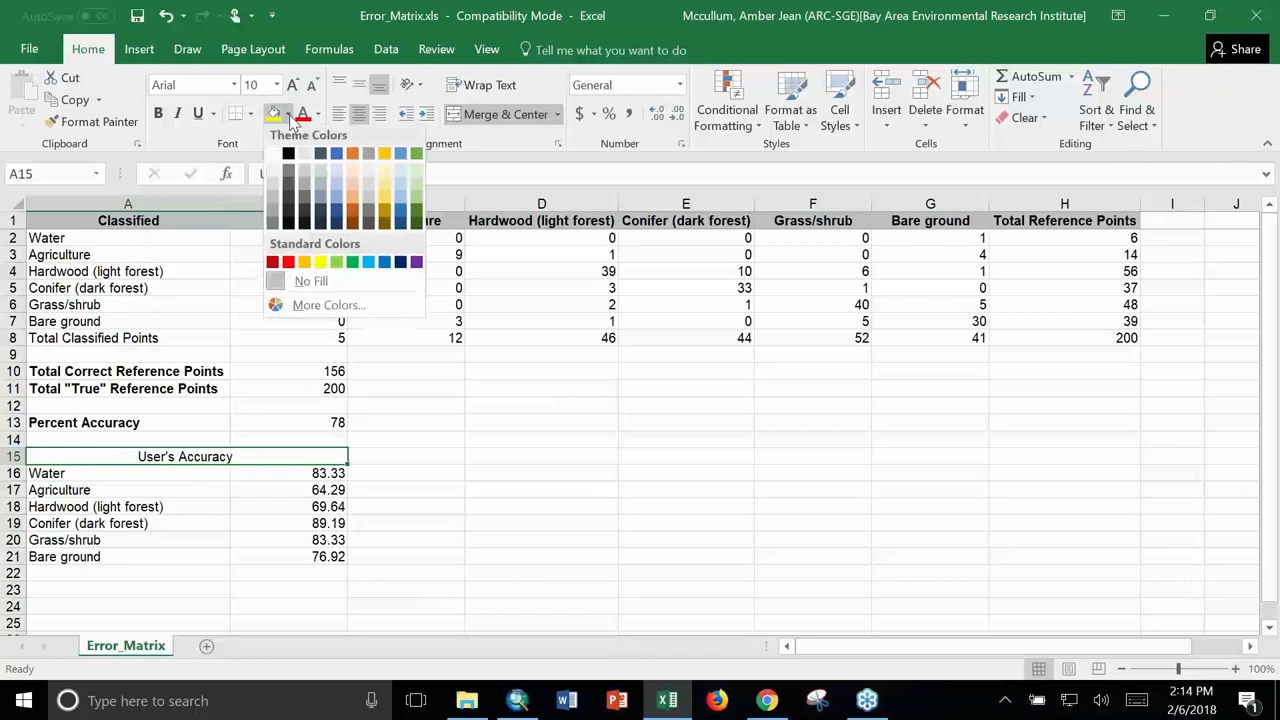 AutoSave Off
Error_Matrix.xls - Compatibility Mode - Excel
Mccullum, Amber Jean (ARC-SGE)[Bay Area Environmental Research Institute]
File Home Insert Draw Page Layout Formulas Data Review View Tell me what you want to do Share
Paste
Cut
Copy
Format Painter
Clipboard
Arial 10
B I U
Font
Wrap Text
Merge & Center
General
$ % ,
Number
Conditional Formatting
Format as Table
Cell Styles
Styles
Insert Delete Format
Cells
AutoSum
Fill
Clear
Sort & Filter
Find & Select
Editing
Theme Colors
Standard Colors
No Fill
More Colors...
A15 fx
A D E F G H I J
1 Classified Hardwood (light forest) Conifer (dark forest) Grass/shrub Bare ground Total Reference Points
2 Water 0 0 0 0 1 6
3 Agriculture 9 1 0 0 4 14
4 Hardwood (light forest) 0 39 10 6 1 56
5 Conifer (dark forest) 0 3 33 1 0 37
6 Grass/shrub 0 2 1 40 5 48
7 Bare ground 0 3 1 0 5 30 39
8 Total Classified Points 5 12 46 44 52 41 200
9
10 Total Correct Reference Points 156
11 Total "True" Reference Points 200
12
13 Percent Accuracy 78
14
15 User's Accuracy
16 Water 83.33
17 Agriculture 64.29
18 Hardwood (light forest) 69.64
19 Conifer (dark forest) 89.19
20 Grass/shrub 83.33
21 Bare ground 76.92
22
23
24
25
Error_Matrix
Ready
100%
Type here to search
2:14 PM
2/6/2018